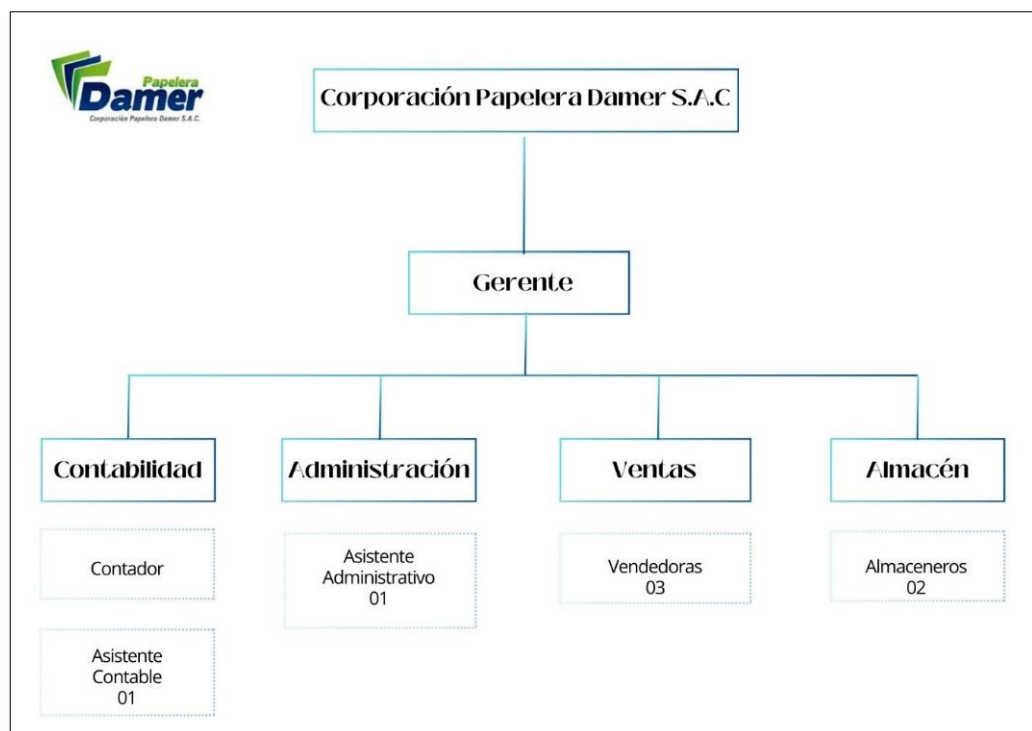 Papelera
Damer
Corporación Papelera Damer S.A.C.
Corporación Papelera Damer S.A.C
Gerente
Contabilidad
Administración
Ventas
Almacén
Contador
Asistente
Administrativo
01
Vendedoras
03
Almaceneros
02
Asistente
Contable
01